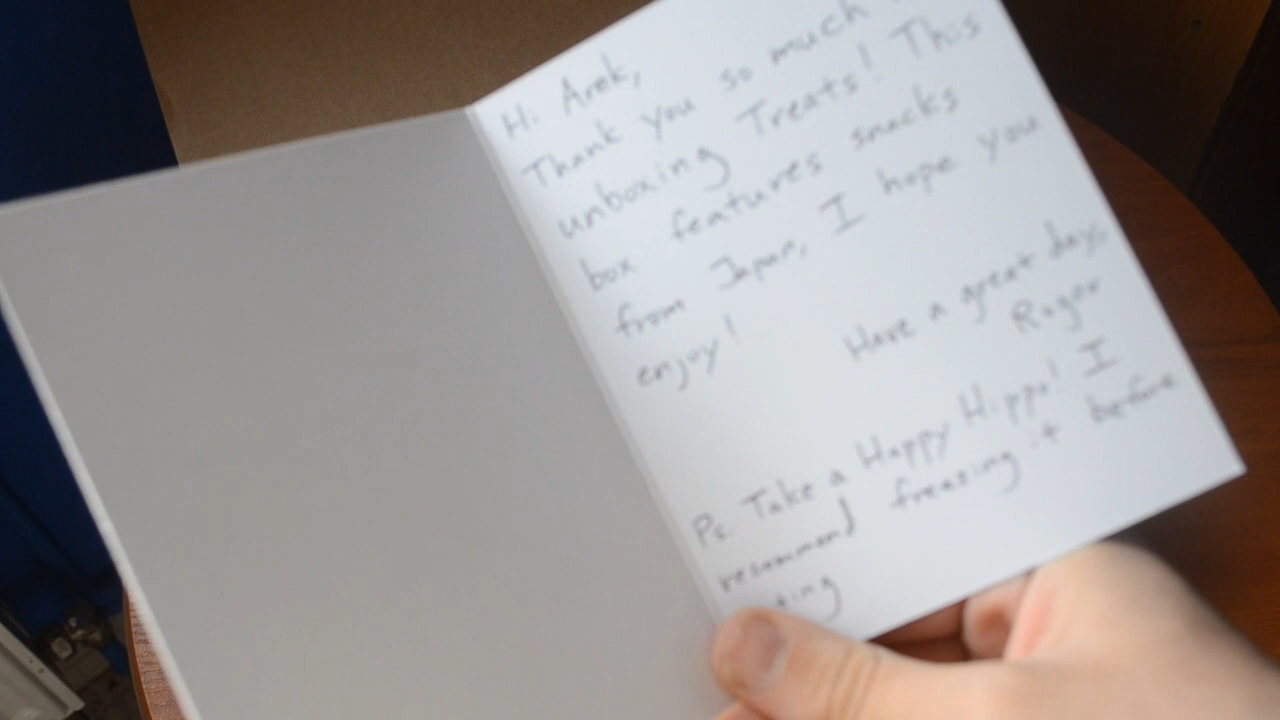 Hi Arek,
Thank you so much
unboxing Treats! This
box features snacks
from Japan, I hope you
enjoy!
Have a great day,
Roger
Ps. Take a Happy Hippo! I
recommend freezing it before